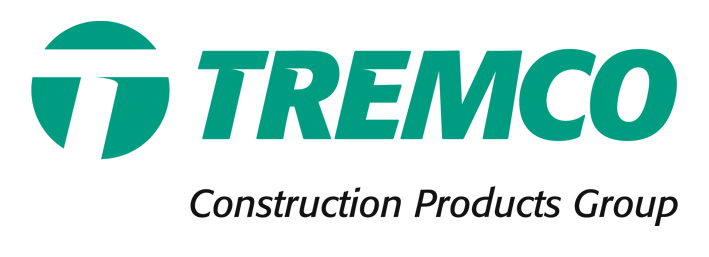 TREMCO
Construction Products Group